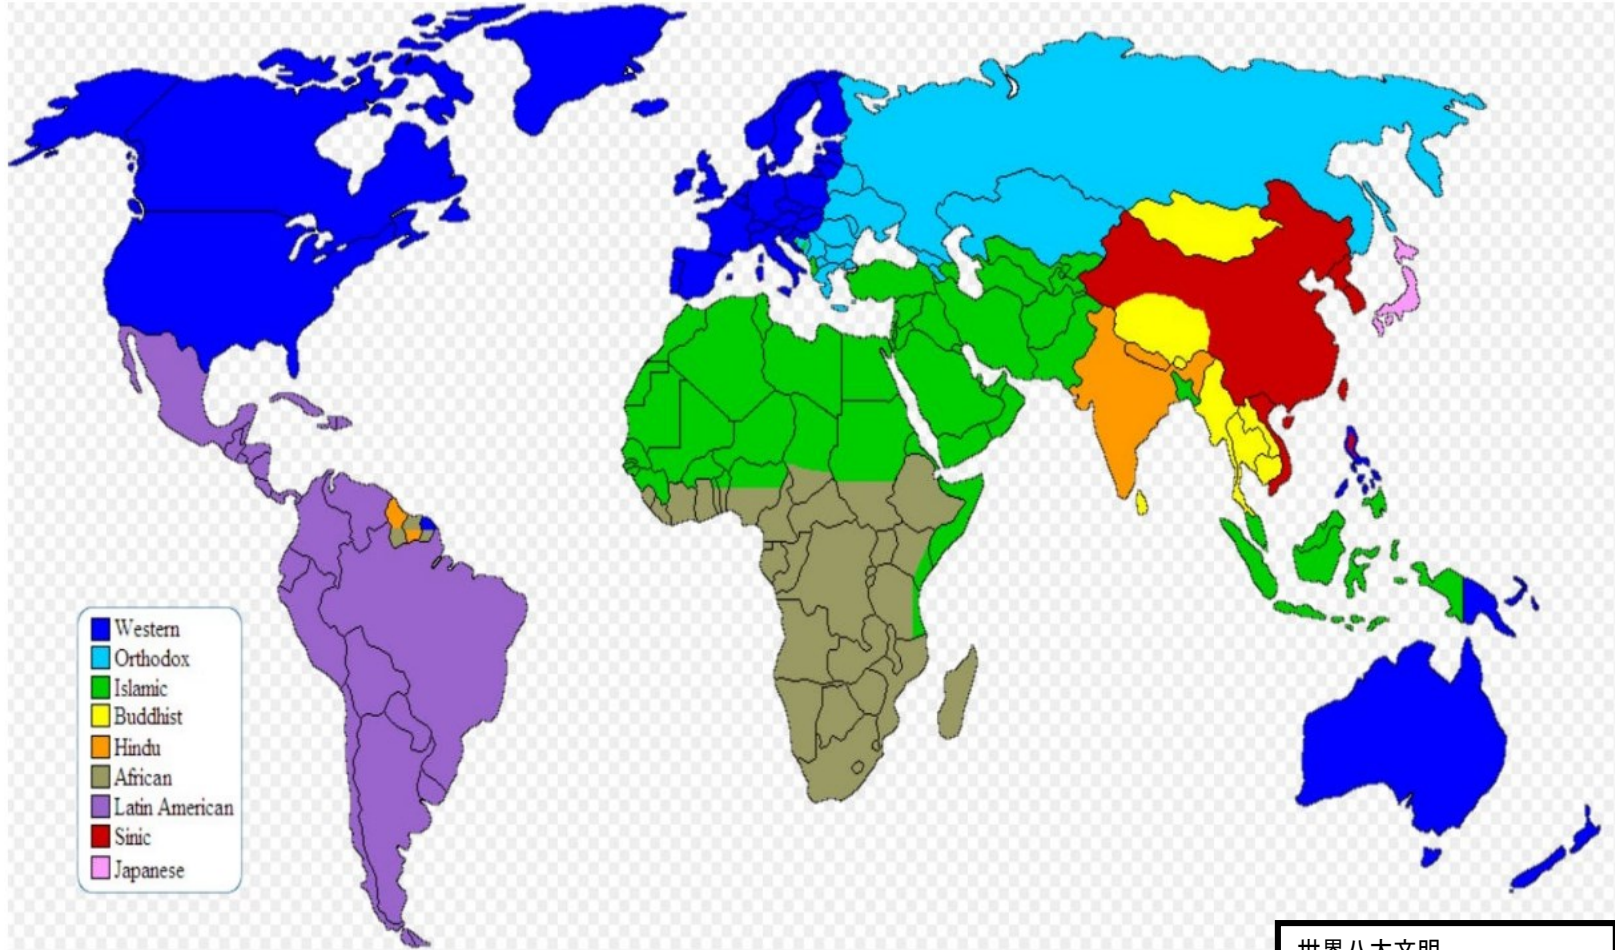 Western
Orthodox
Islamic
Buddhist
Hindu
African
Latin American
Sinic
Japanese
世界八大文明